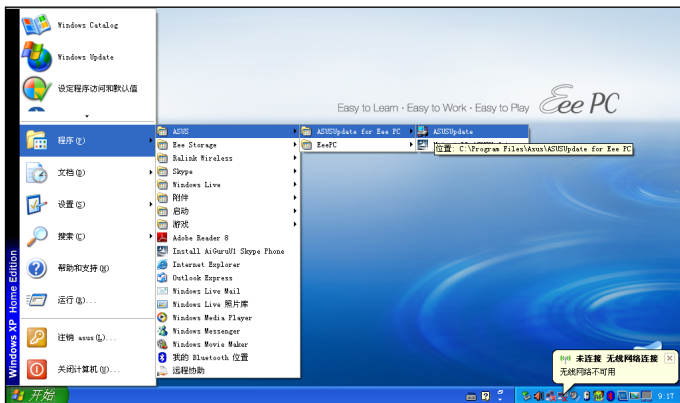 Windows Catalog
Windows Update
设定程序访问和默认值
程序(P)
文档(D)
设置(S)
搜索(C)
帮助和支持(H)
运行(R)...
注销 asus(L)...
关闭计算机(U)...
Windows XP Home Edition
ASUS
Eee Storage
Ralink Wireless
Skype
Windows Live
附件
启动
游戏
Adobe Reader 8
Install AiGuruU1 Skype Phone
Internet Explorer
Outlook Express
Windows Live Mail
Windows Live 照片库
Windows Media Player
Windows Messenger
Windows Movie Maker
我的 Bluetooth 位置
远程协助
ASUSUpdate for Eee PC
EeePC
ASUSUpdate
位置: C:\Program Files\Asus\ASUSUpdate for Eee PC
Easy to Learn · Easy to Work · Easy to Play
Eee PC
未连接 无线网络连接
无线网络不可用
开始
9:17